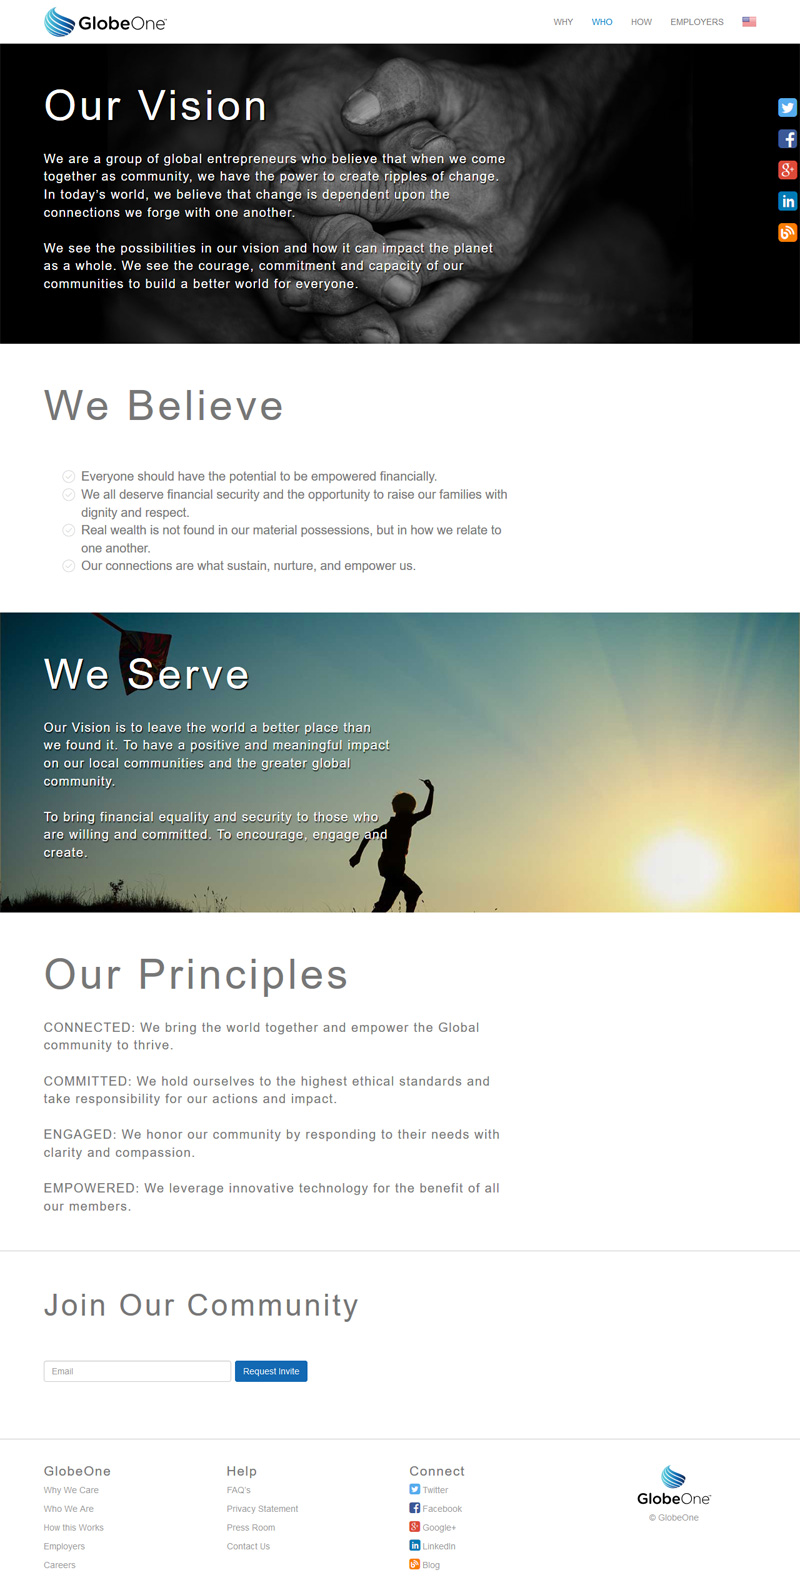 GlobeOne™
WHY WHO HOW EMPLOYERS
Our Vision
We are a group of global entrepreneurs who believe that when we come
together as community, we have the power to create ripples of change.
In today's world, we believe that change is dependent upon the
connections we forge with one another.
We see the possibilities in our vision and how it can impact the planet
as a whole. We see the courage, commitment and capacity of our
communities to build a better world for everyone.
We Believe
Everyone should have the potential to be empowered financially.
We all deserve financial security and the opportunity to raise our families with
dignity and respect.
Real wealth is not found in our material possessions, but in how we relate to
one another.
Our connections are what sustain, nurture, and empower us.
We Serve
Our Vision is to leave the world a better place than
we found it. To have a positive and meaningful impact
on our local communities and the greater global
community.
To bring financial equality and security to those who
are willing and committed. To encourage, engage and
create.
Our Principles
CONNECTED: We bring the world together and empower the Global
community to thrive.
COMMITTED: We hold ourselves to the highest ethical standards and
take responsibility for our actions and impact.
ENGAGED: We honor our community by responding to their needs with
clarity and compassion.
EMPOWERED: We leverage innovative technology for the benefit of all
our members.
Join Our Community
Email
Request Invite
GlobeOne
Why We Care
Who We Are
How this Works
Employers
Careers
Help
FAQ's
Privacy Statement
Press Room
Contact Us
Connect
Twitter
Facebook
Google+
Linkedin
Blog
GlobeOne™
© GlobeOne